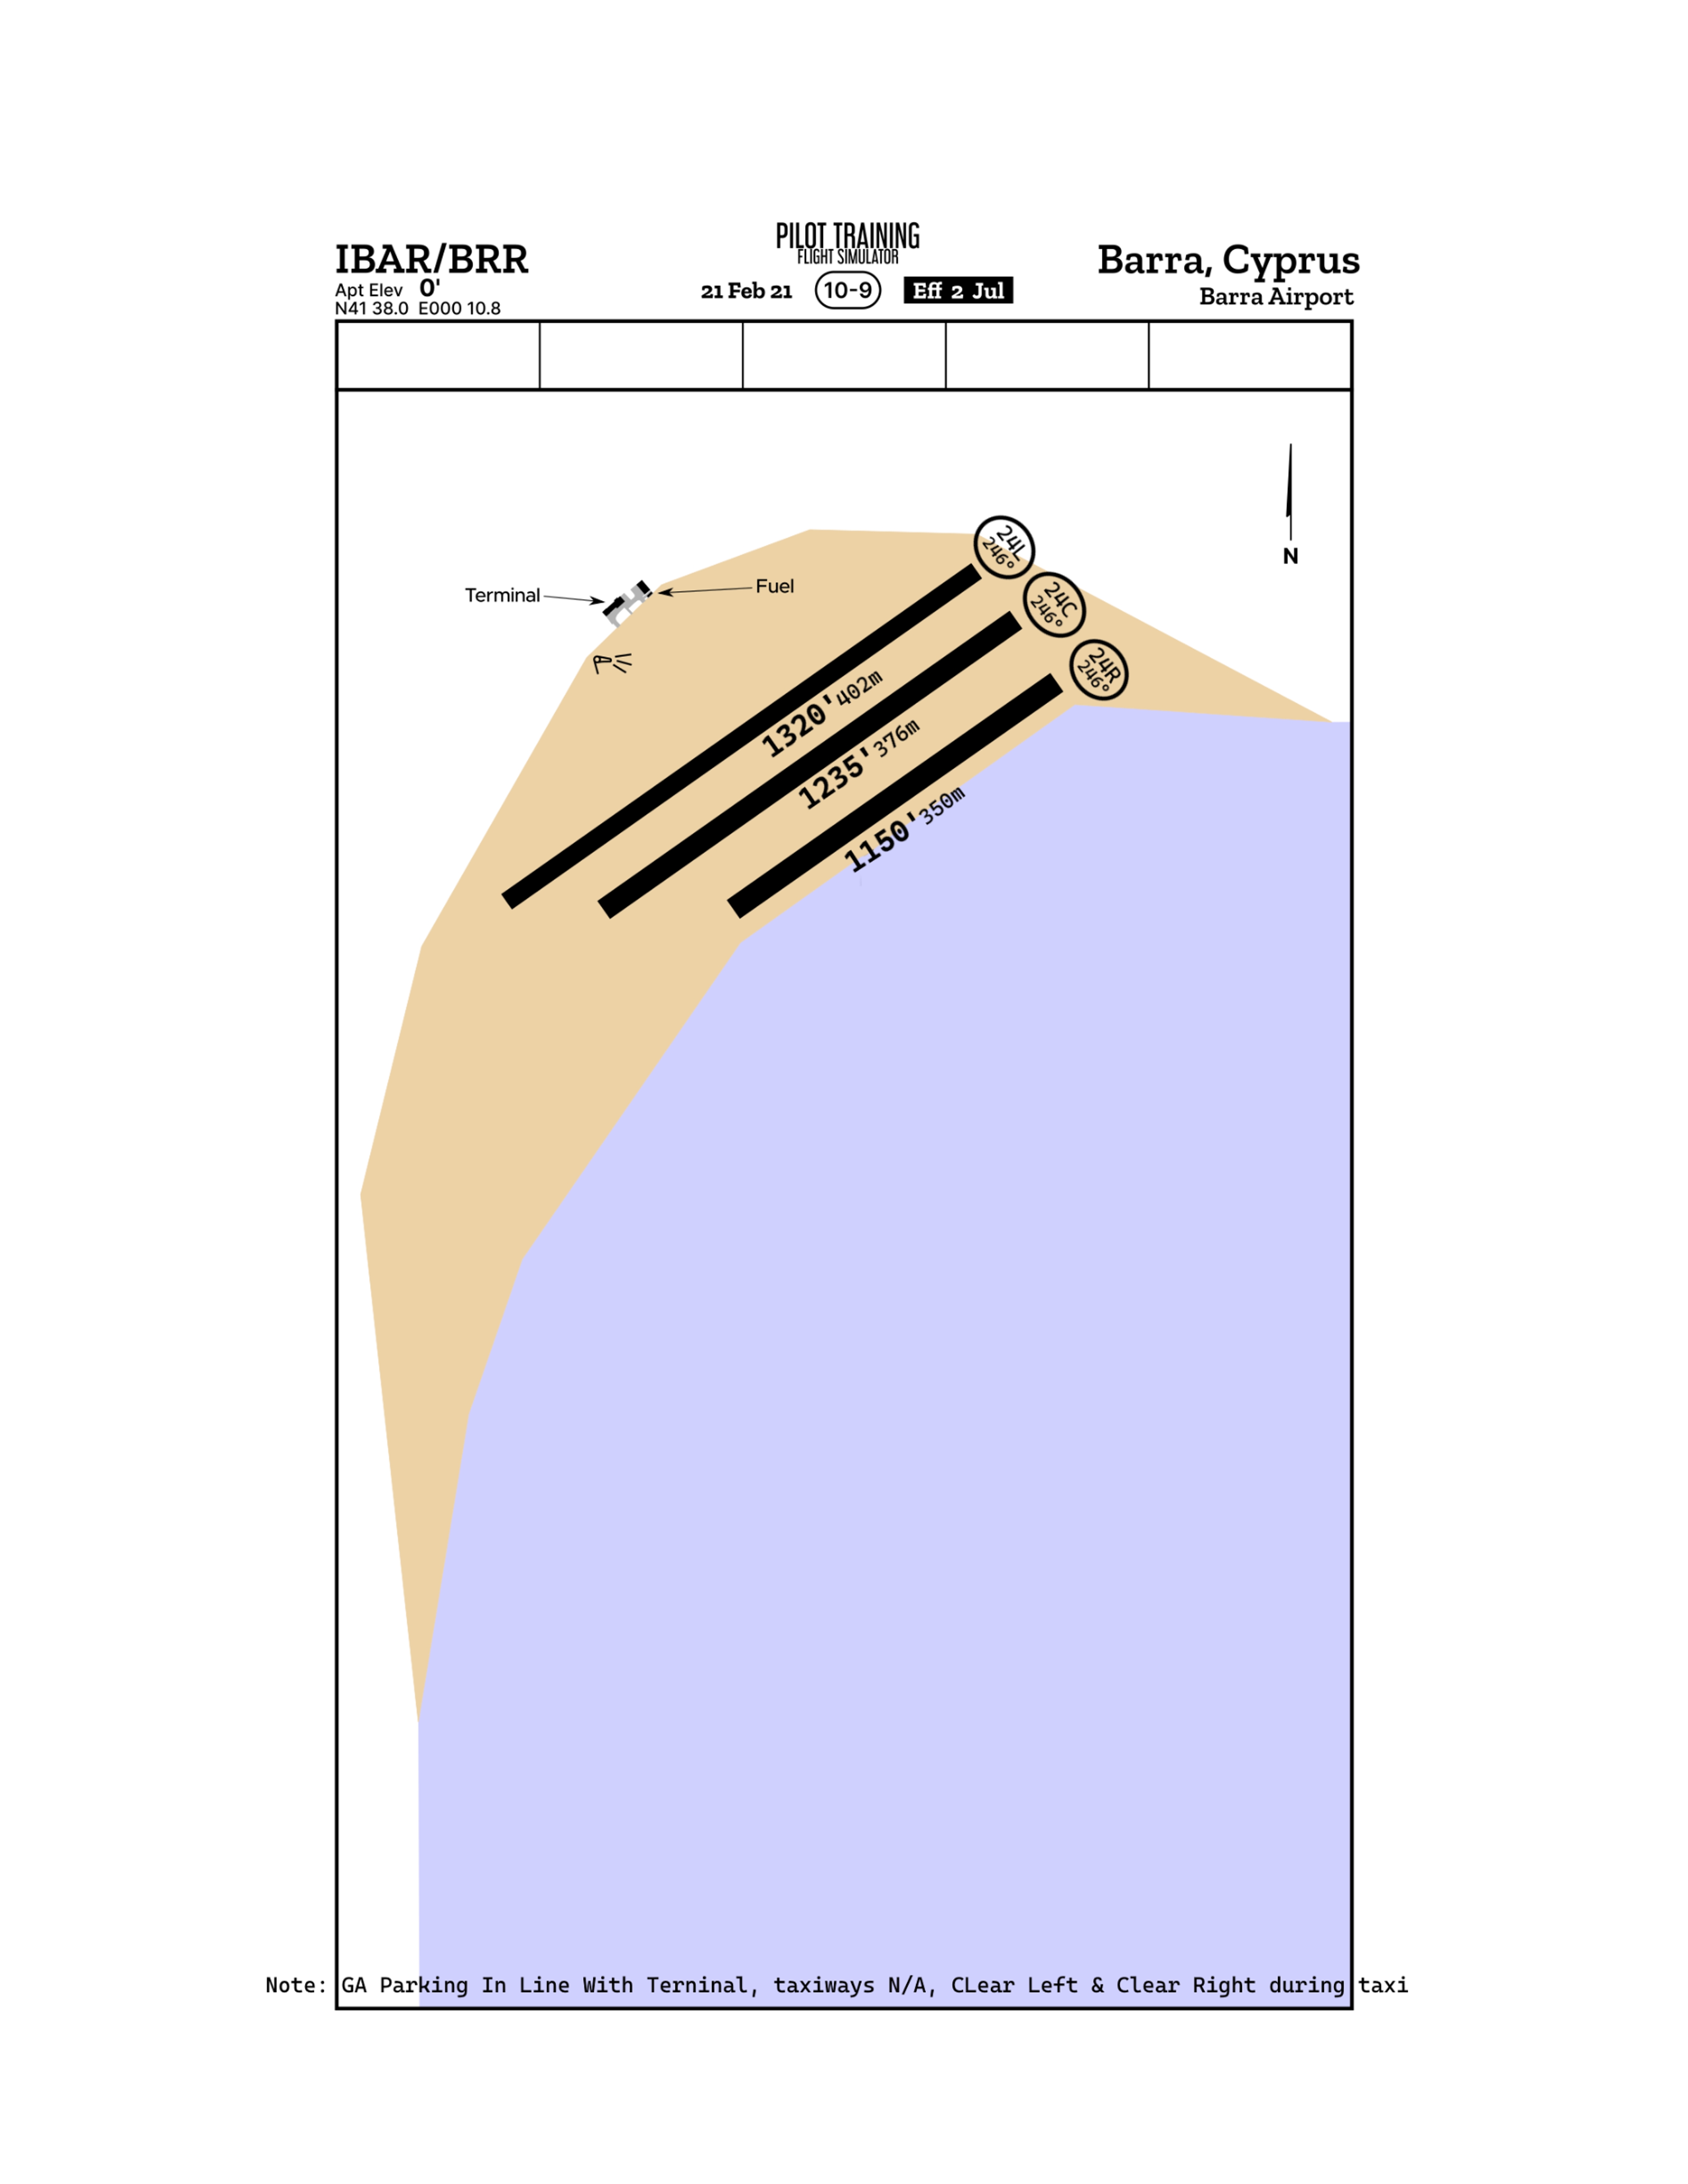 PILOT TRAINING
FLIGHT SIMULATOR
IBAR/BRR
Apt Elev 0'
N41 38.0 E000 10.8
21 Feb 21 10-9 Eff 2 Jul
Barra, Cyprus
Barra Airport
N
24L
246°
24C
246°
24R
246°
Terminal
Fuel
1320' 402m
1235' 376m
1150' 350m
Note: GA Parking In Line With Terninal, taxiways N/A, CLear Left & Clear Right during taxi